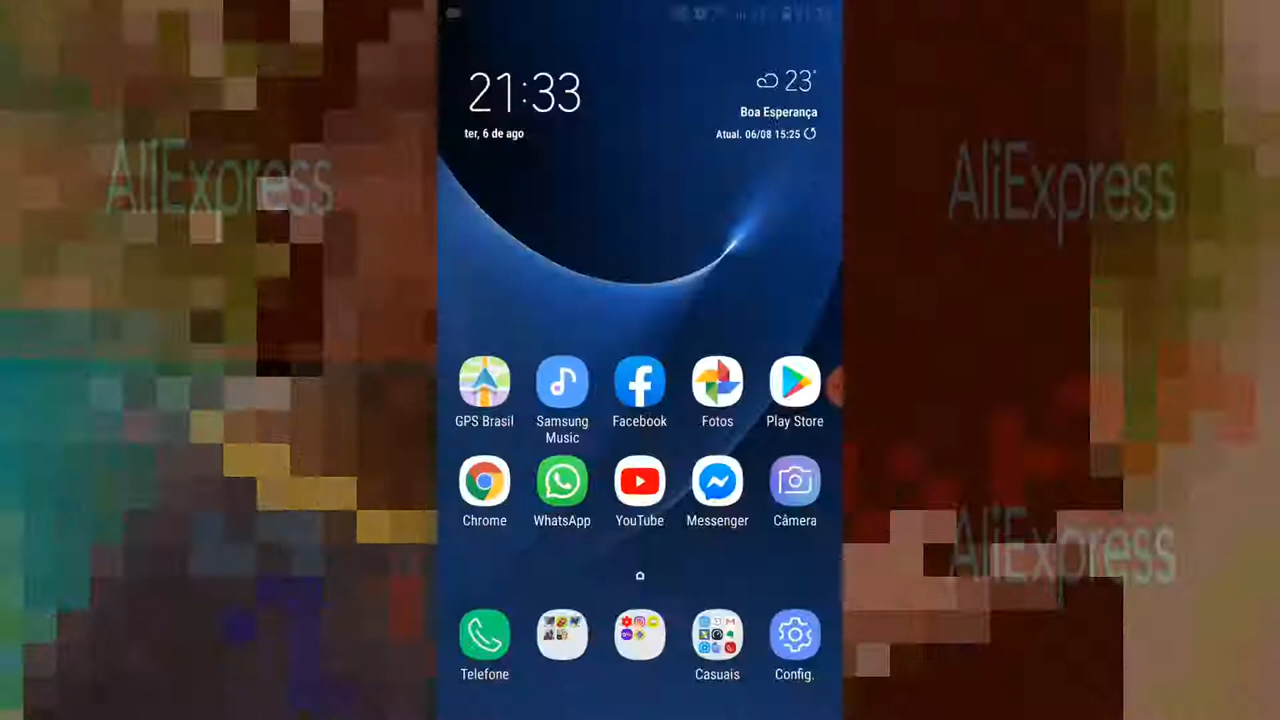 21:33
ter, 6 de ago
23°
Boa Esperança
Atual. 06/08 15:25
AliExpress
AliExpress
GPS Brasil
Samsung
Music
Facebook
Fotos
Play Store
Chrome
WhatsApp
YouTube
Messenger
Câmera
AliExpress
Telefone
Casuais
Config.